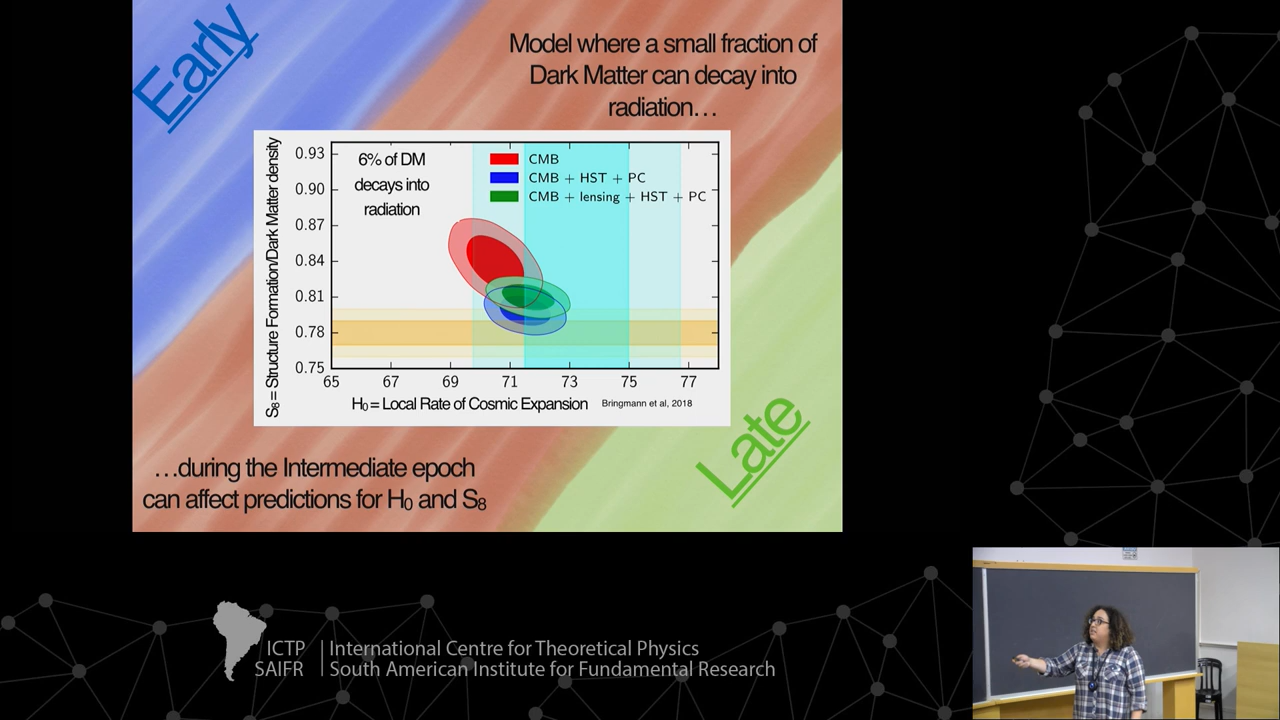 Early
Model where a small fraction of
Dark Matter can decay into
radiation…
S8 = Structure Formation/Dark Matter density
0.93
0.90
0.87
0.84
0.81
0.78
0.75
6% of DM
decays into
radiation
CMB
CMB + HST + PC
CMB + lensing + HST + PC
65 67 69 71 73 75 77
H0 = Local Rate of Cosmic Expansion
Bringmann et al, 2018
Late
…during the Intermediate epoch
can affect predictions for H0 and S8
ICTP
SAIFR
International Centre for Theoretical Physics
South American Institute for Fundamental Research